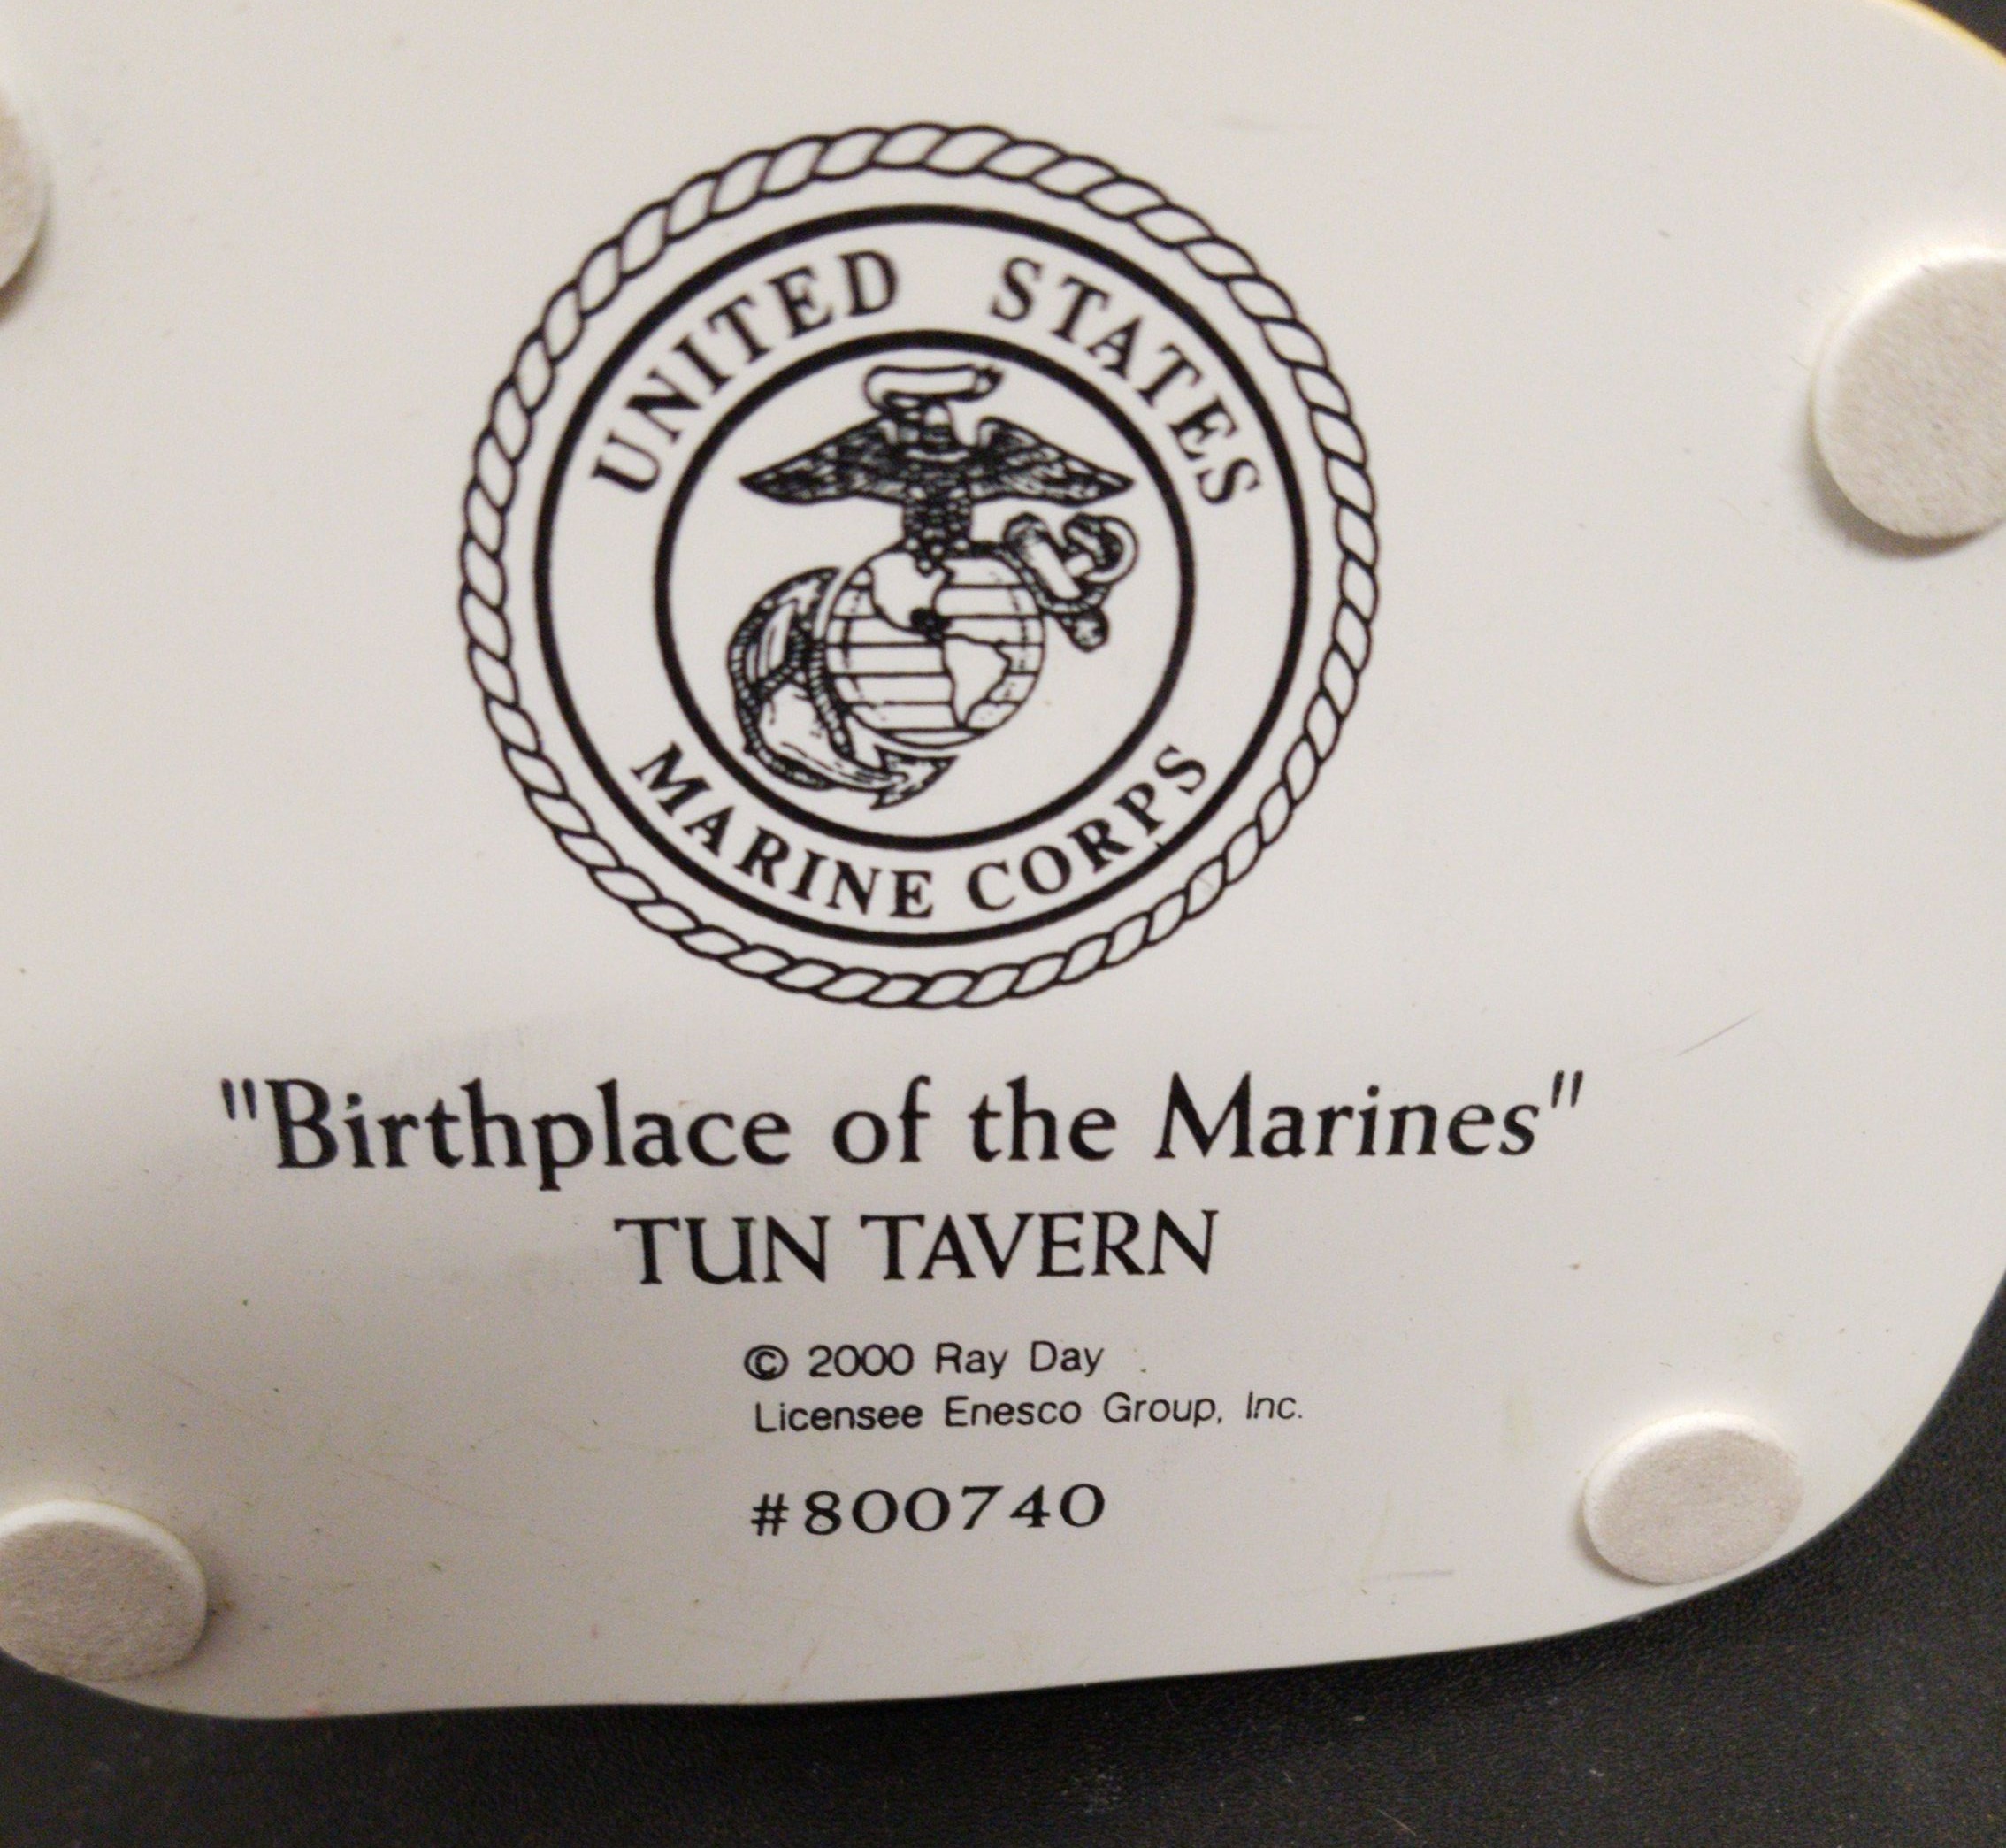 UNITED STATES
MARINE CORPS
"Birthplace of the Marines"
TUN TAVERN
© 2000 Ray Day
Licensee Enesco Group, Inc.
#800740